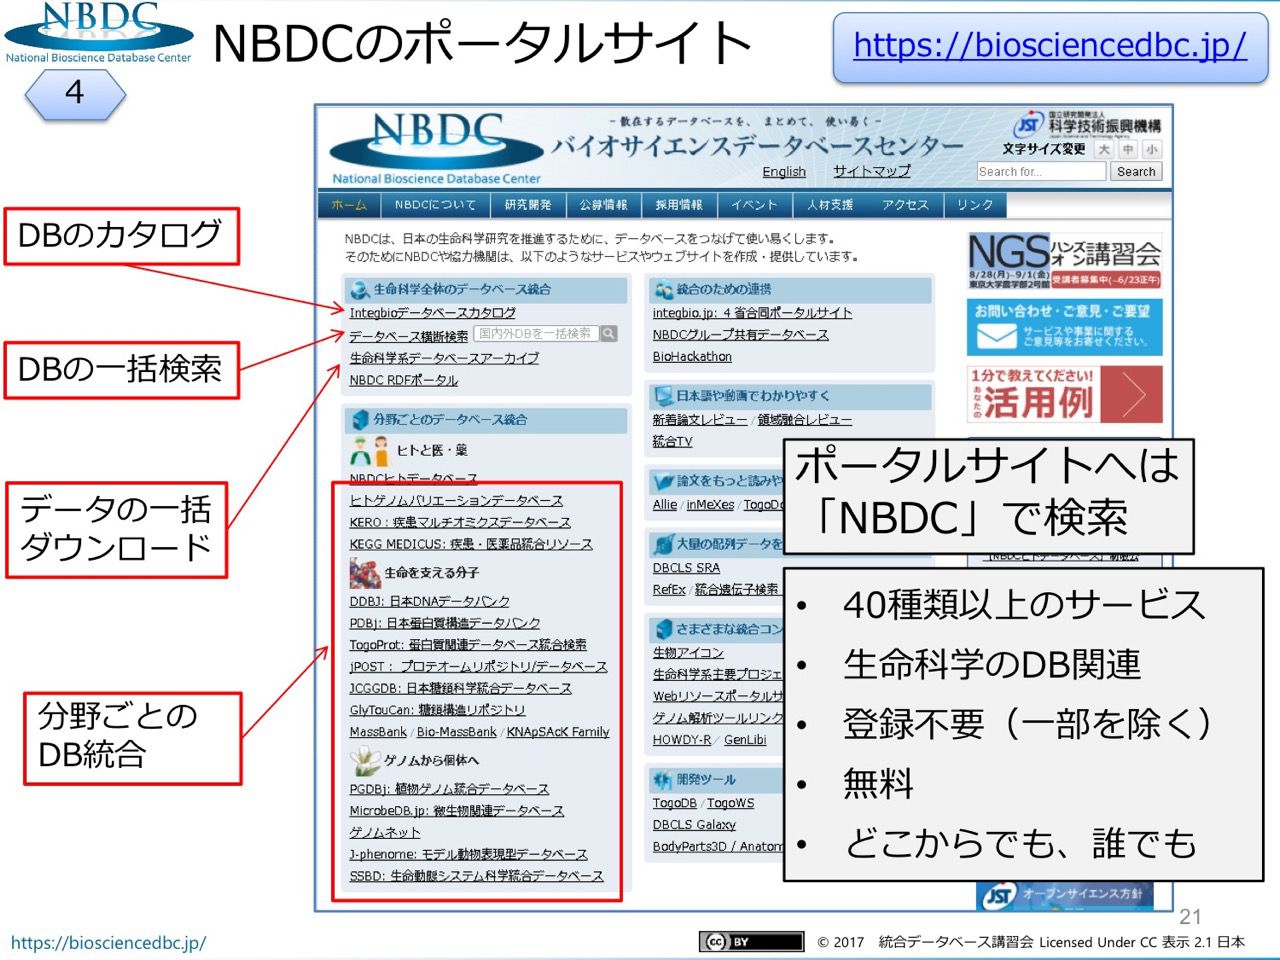 NBDC
National Bioscience Database Center
NBDCのポータルサイト
https://biosciencedbc.jp/
4
DBのカタログ
DBの一括検索
データの一括
ダウンロード
分野ごとの
DB統合
NBDC
National Bioscience Database Center
－散在するデータベースを、まとめて、使い易く－
バイオサイエンスデータベースセンター
English サイトマップ
JST 国立研究開発法人
科学技術振興機構
文字サイズ変更 大 中 小
Search for... Search
ホーム NBDCについて 研究開発 公募情報 採用情報 イベント 人材支援 アクセス リンク
NBDCは、日本の生命科学研究を推進するために、データベースをつなげて使い易くします。
そのためにNBDCや協力機関は、以下のようなサービスやウェブサイトを作成・提供しています。
生命科学全体のデータベース統合
Integbioデータベースカタログ
データベース横断検索 国内外DBを一括検索
生命科学系データベースアーカイブ
NBDC RDFポータル
分野ごとのデータベース統合
ヒトと医・薬
NBDCヒトデータベース
ヒトゲノムバリエーションデータベース
KERO：疾患マルチオミクスデータベース
KEGG MEDICUS: 疾患・医薬品統合リソース
生命を支える分子
DDBJ: 日本DNAデータバンク
PDBj: 日本蛋白質構造データバンク
TogoProt: 蛋白質関連データベース統合検索
jPOST： プロテオームリポジトリ/データベース
JCGGDB: 日本糖鎖科学統合データベース
GlyTouCan: 糖鎖構造リポジトリ
MassBank / Bio-MassBank / KNApSAcK Family
ゲノムから個体へ
PGDBj: 植物ゲノム統合データベース
MicrobeDB.jp: 微生物関連データベース
ゲノムネット
J-phenome: モデル動物表現型データベース
SSBD: 生命動態システム科学統合データベース
統合のための連携
integbio.jp: 4 省合同ポータルサイト
NBDCグループ共有データベース
BioHackathon
日本語や動画でわかりやすく
新着論文レビュー / 領域融合レビュー
統合TV
論文をもっと読みや
Allie / inMeXes / TogoDo
大量の配列データを
DBCLS SRA
RefEx / 統合遺伝子検索
さまざまな統合コン
生物アイコン
生命科学系主要プロジェ
Webリソースポータルサ
ゲノム解析ツールリンク
HOWDY-R / GenLibi
開発ツール
TogoDB / TogoWS
DBCLS Galaxy
BodyParts3D / Anatom
NGSハンズオン講習会
8/28(月)～9/1(金) 受講者募集中(～6/23正午)
東京大学農学部2号館
お問い合わせ・ご意見・ご要望
サービスや事業に関する
ご意見等をお寄せください。
1分で教えてください!
あなたの活用例
「NBDCヒトデータベース」制限公
JST オープンサイエンス方針
ポータルサイトへは
「NBDC」で検索
• 40種類以上のサービス
• 生命科学のDB関連
• 登録不要（一部を除く）
• 無料
• どこからでも、誰でも
21
https://biosciencedbc.jp/
cc BY
© 2017 統合データベース講習会 Licensed Under CC 表示 2.1 日本